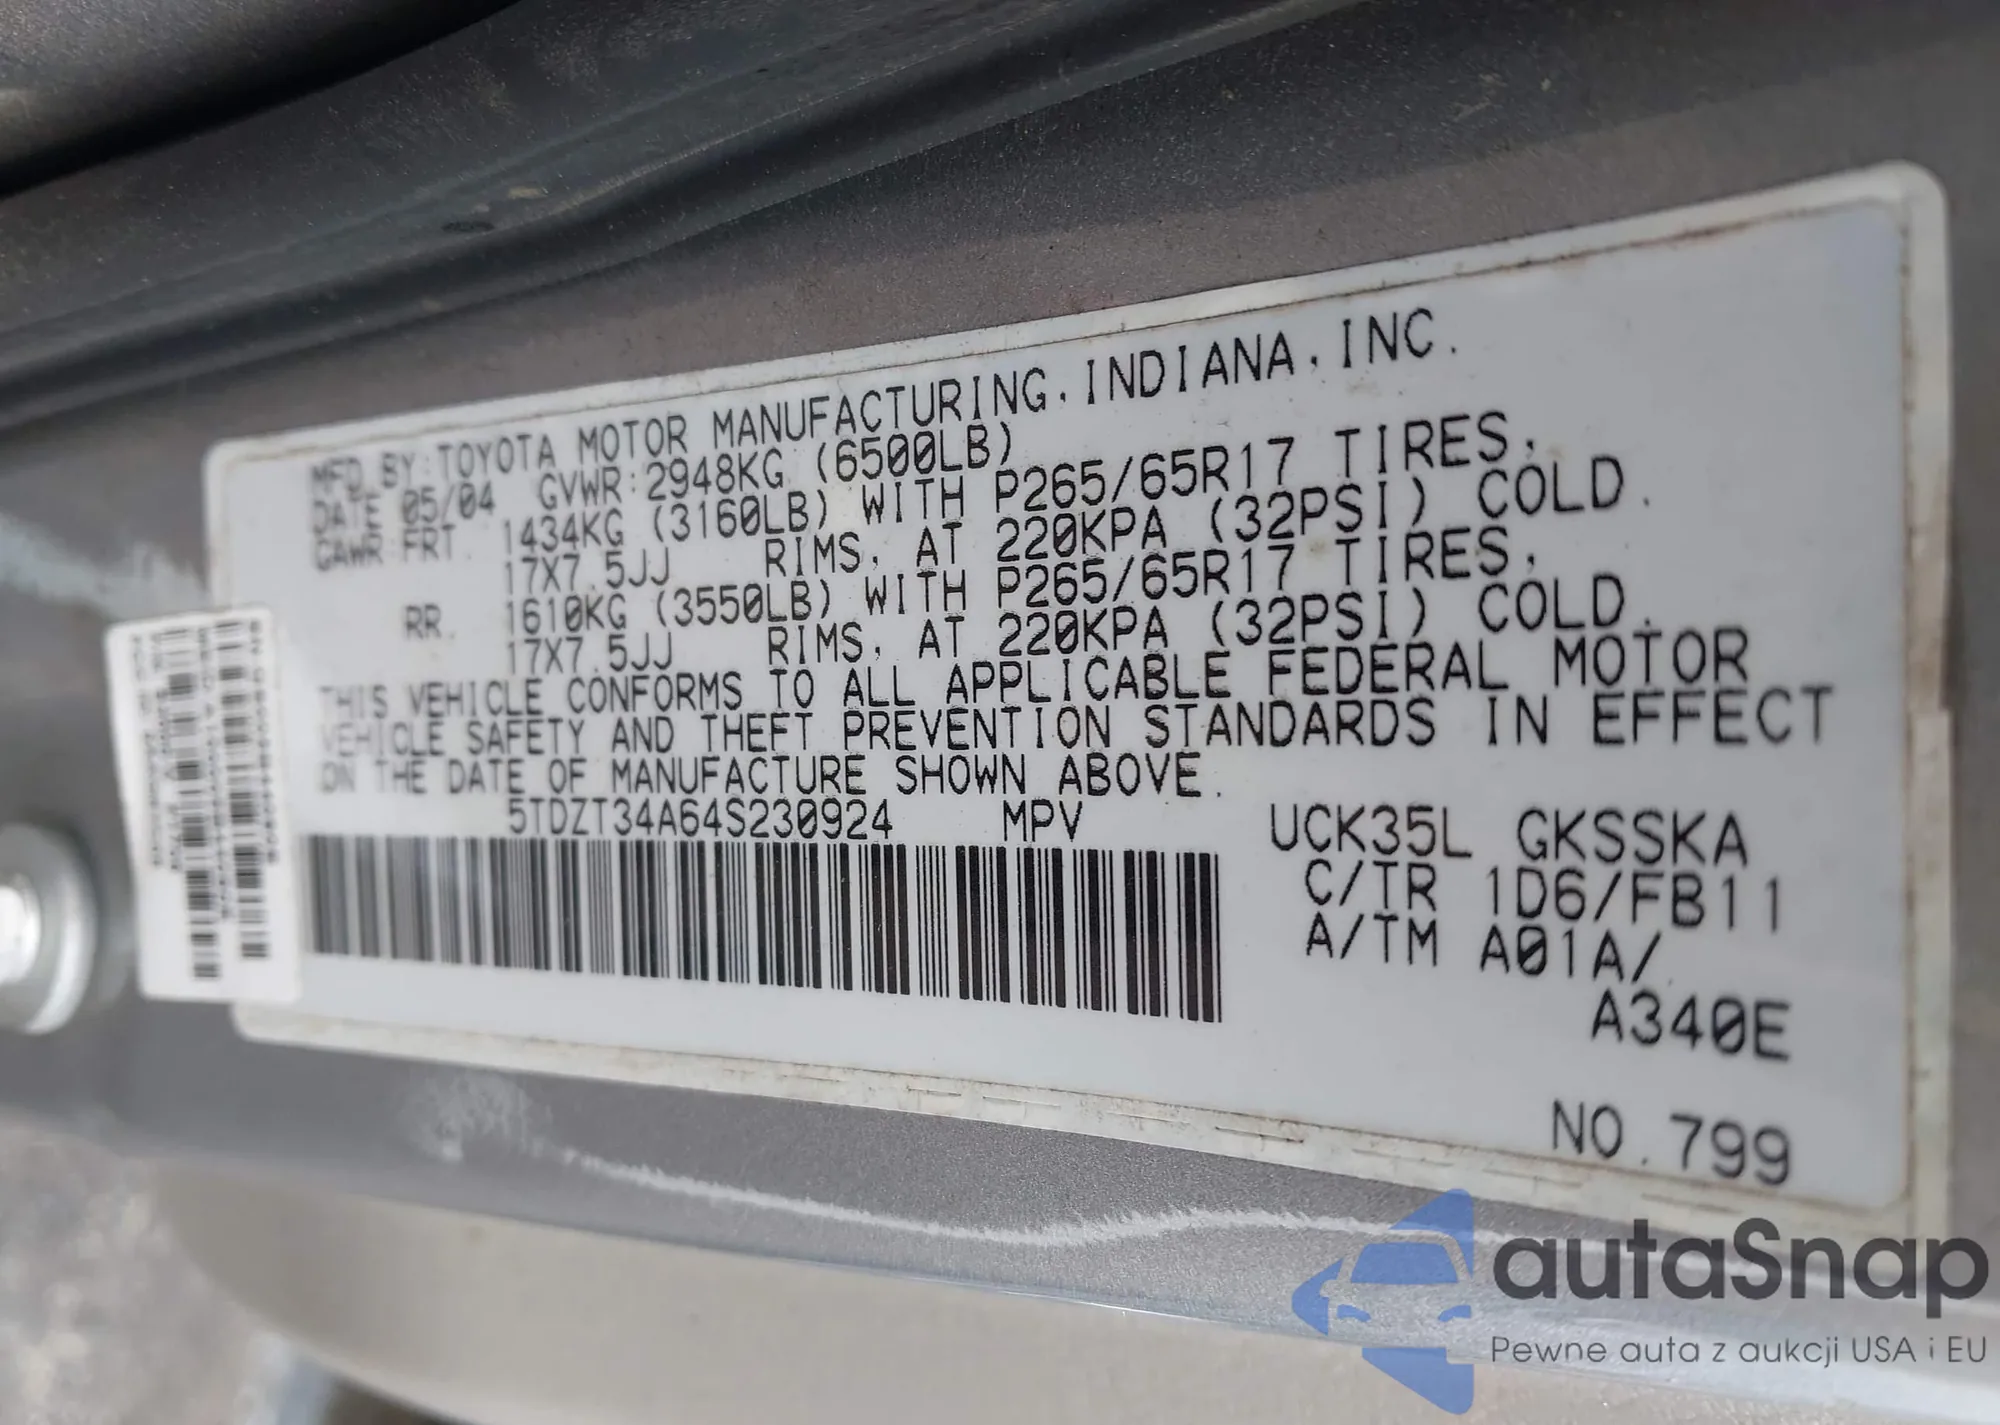 MFD.BY:TOYOTA MOTOR MANUFACTURING,INDIANA,INC.
DATE 05/04 GVWR:2948KG (6500LB)
GAWR FRT. 1434KG (3160LB) WITH P265/65R17 TIRES,
17X7.5JJ RIMS, AT 220KPA (32PSI) COLD.
RR. 1610KG (3550LB) WITH P265/65R17 TIRES,
17X7.5JJ RIMS, AT 220KPA (32PSI) COLD.
THIS VEHICLE CONFORMS TO ALL APPLICABLE FEDERAL MOTOR
VEHICLE SAFETY AND THEFT PREVENTION STANDARDS IN EFFECT
ON THE DATE OF MANUFACTURE SHOWN ABOVE.
5TDZT34A64S230924 MPV UCK35L GKSSKA
C/TR 1D6/FB11
A/TM A01A/
A340E
NO.799
autaSnap
Pewne auta z aukcji USA i EU